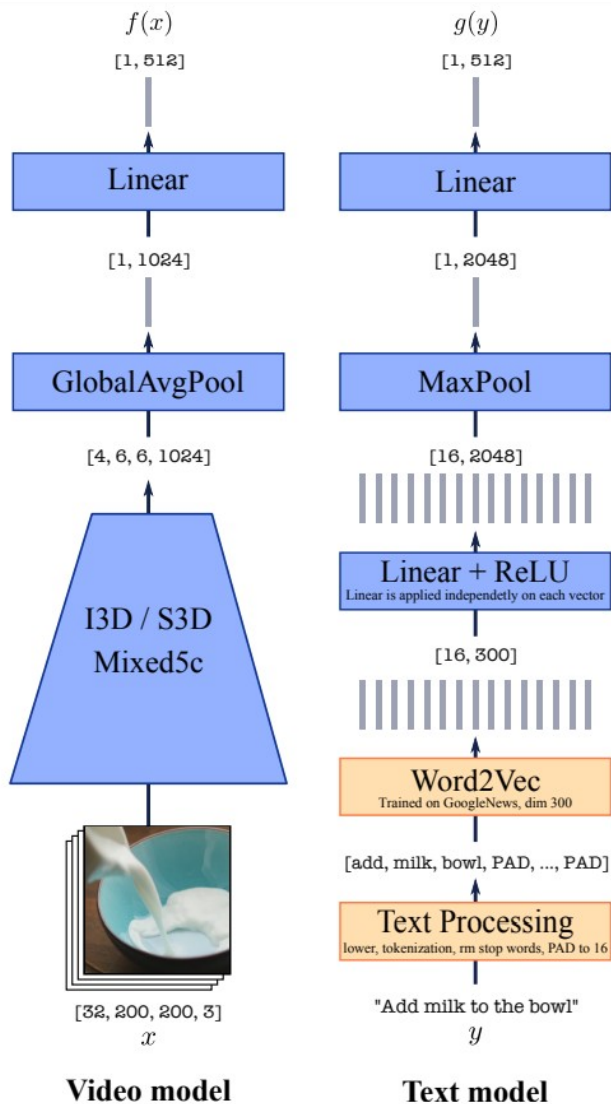 f(x)
[1, 512]
Linear
[1, 1024]
GlobalAvgPool
[4, 6, 6, 1024]
I3D / S3D
Mixed5c
[32, 200, 200, 3]
x
Video model
g(y)
[1, 512]
Linear
[1, 2048]
MaxPool
[16, 2048]
Linear + ReLU
Linear is applied independetly on each vector
[16, 300]
Word2Vec
Trained on GoogleNews, dim 300
[add, milk, bowl, PAD, ..., PAD]
Text Processing
lower, tokenization, rm stop words, PAD to 16
"Add milk to the bowl"
y
Text model